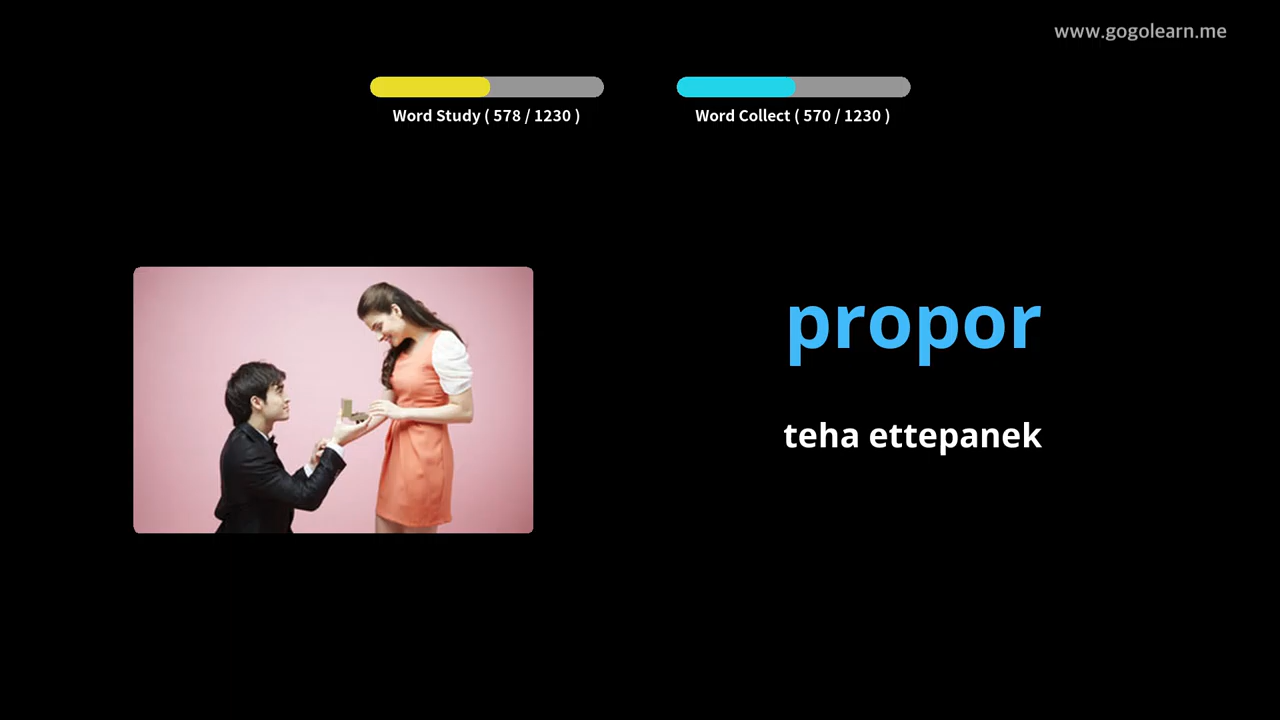 www.gogolearn.me
Word Study ( 578 / 1230 )
Word Collect ( 570 / 1230 )
propor
teha ettepanek